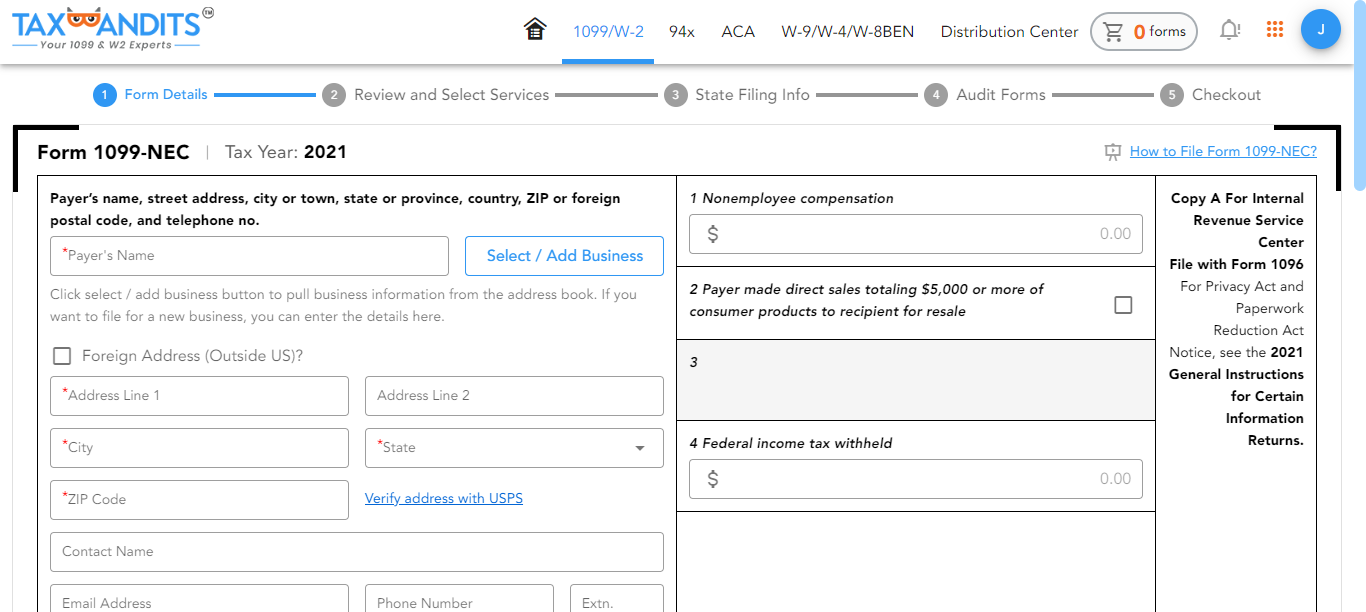 TAXBANDITS TM
Your 1099 & W2 Experts
1099/W-2
94x
ACA
W-9/W-4/W-8BEN
Distribution Center
0 forms
J
1 Form Details
2 Review and Select Services
3 State Filing Info
4 Audit Forms
5 Checkout
Form 1099-NEC | Tax Year: 2021
How to File Form 1099-NEC?
Payer’s name, street address, city or town, state or province, country, ZIP or foreign
postal code, and telephone no.
*Payer's Name
Select / Add Business
Click select / add business button to pull business information from the address book. If you
want to file for a new business, you can enter the details here.
Foreign Address (Outside US)?
*Address Line 1
Address Line 2
*City
*State
*ZIP Code
Verify address with USPS
Contact Name
Email Address
Phone Number
Extn.
1 Nonemployee compensation
$ 0.00
2 Payer made direct sales totaling $5,000 or more of
consumer products to recipient for resale
3
4 Federal income tax withheld
$ 0.00
Copy A For Internal
Revenue Service
Center
File with Form 1096
For Privacy Act and
Paperwork
Reduction Act
Notice, see the 2021
General Instructions
for Certain
Information
Returns.